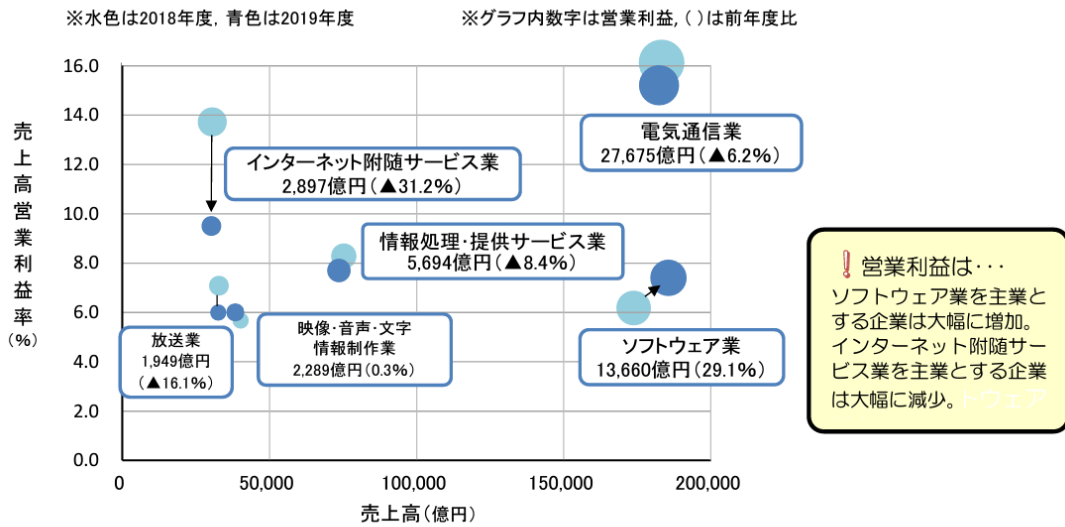 ※水色は2018年度，青色は2019年度
※グラフ内数字は営業利益，( )は前年度比
売上高営業利益率
(%)
16.0
14.0
12.0
10.0
8.0
6.0
4.0
2.0
0.0
電気通信業
27,675億円(▲6.2%)
インターネット附随サービス業
2,897億円(▲31.2%)
情報処理・提供サービス業
5,694億円(▲8.4%)
放送業
1,949億円
(▲16.1%)
映像・音声・文字
情報制作業
2,289億円(0.3%)
ソフトウェア業
13,660億円(29.1%)
0
50,000
100,000
150,000
200,000
売上高(億円)
❗営業利益は･･･
ソフトウェア業を主業と
する企業は大幅に増加。
インターネット附随サー
ビス業を主業とする企業
は大幅に減少。トウェア